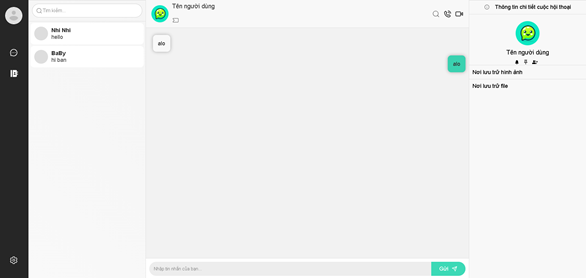 Tìm kiếm...
Nhi Nhi
hello
BaBy
hi ban
Tên người dùng
alo
alo
Nhập tin nhắn của bạn...
Gửi
Thông tin chi tiết cuộc hội thoại
Tên người dùng
Nơi lưu trữ hình ảnh
Nơi lưu trữ file